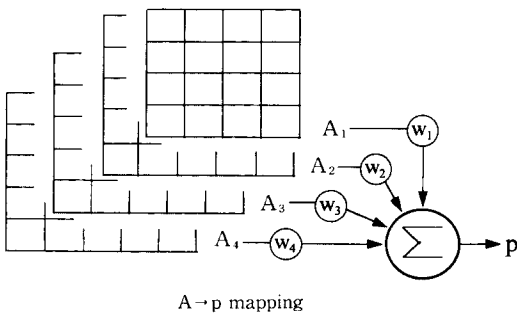 A₁ w₁
A₂ w₂
A₃ w₃
A₄ w₄
Σ p
A→p mapping